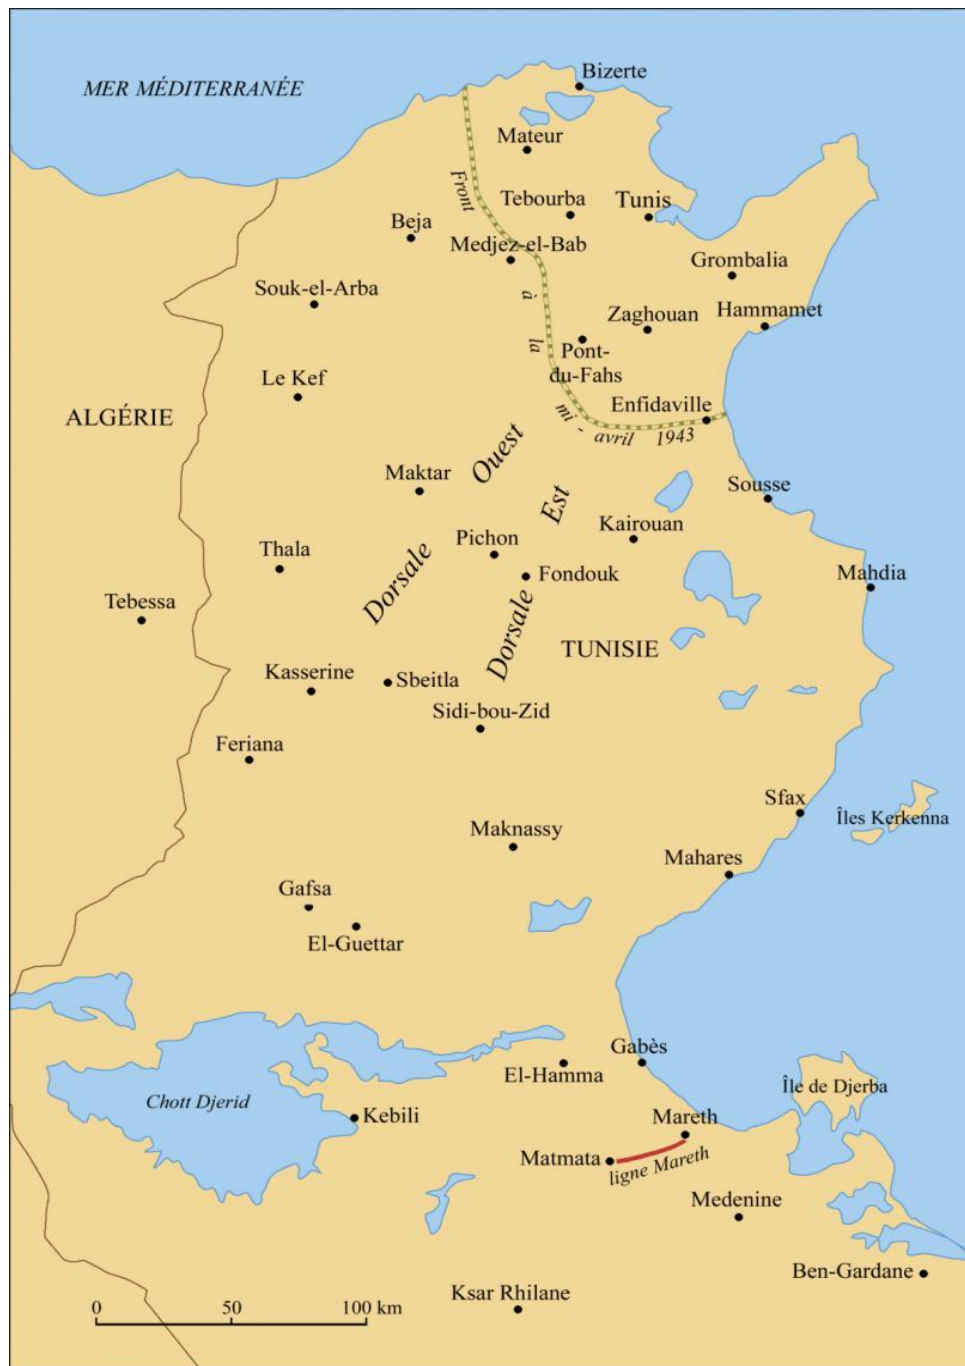 Bizerte
MER MÉDITERRANÉE
Mateur
Front
Tebourba
Tunis
Beja
Medjez-el-Bab
Grombalia
Souk-el-Arba
à
Zaghouan
Hammamet
la
Pont-
du-Fahs
Le Kef
ALGÉRIE
Enfidaville
mi-
avril 1943
Ouest
Maktar
Sousse
Est
Kairouan
Pichon
Thala
Fondouk
Mahdia
Dorsale
Tebessa
Dorsale
TUNISIE
Kasserine
Sbeitla
Sidi-bou-Zid
Feriana
Sfax
Îles Kerkenna
Maknassy
Mahares
Gafsa
El-Guettar
Gabès
El-Hamma
Île de Djerba
Chott Djerid
Kebili
Mareth
Matmata
ligne Mareth
Medenine
Ben-Gardane
Ksar Rhilane
0 50 100 km